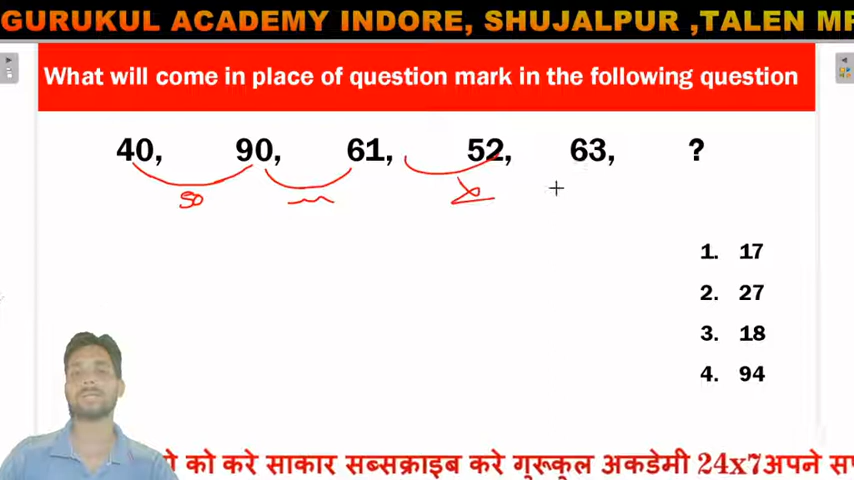 GURUKUL ACADEMY INDORE, SHUJALPUR ,TALEN MP
What will come in place of question mark in the following question
40, 90, 61, 52, 63, ?
50
1. 17
2. 27
3. 18
4. 94
को करे साकार सब्सक्राइब करे गुरूकुल अकडेमी 24x7अपने